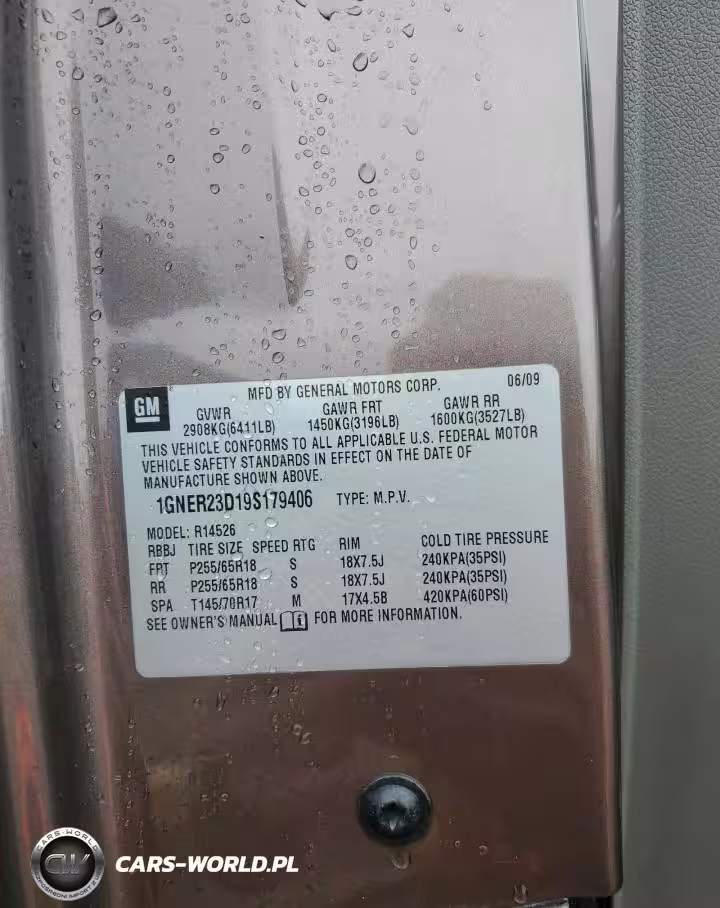 GM
MFD BY GENERAL MOTORS CORP. 06/09
GVWR GAWR FRT GAWR RR
2908KG(6411LB) 1450KG(3196LB) 1600KG(3527LB)
THIS VEHICLE CONFORMS TO ALL APPLICABLE U.S. FEDERAL MOTOR
VEHICLE SAFETY STANDARDS IN EFFECT ON THE DATE OF
MANUFACTURE SHOWN ABOVE.
1GNER23D19S179406 TYPE: M.P.V.
MODEL: R14526
RBBJ TIRE SIZE SPEED RTG RIM COLD TIRE PRESSURE
FRT P255/65R18 S 18X7.5J 240KPA(35PSI)
RR P255/65R18 S 18X7.5J 240KPA(35PSI)
SPA T145/70R17 M 17X4.5B 420KPA(60PSI)
SEE OWNER'S MANUAL i FOR MORE INFORMATION.
CARS-WORLD
CW
CARS-WORLD.PL